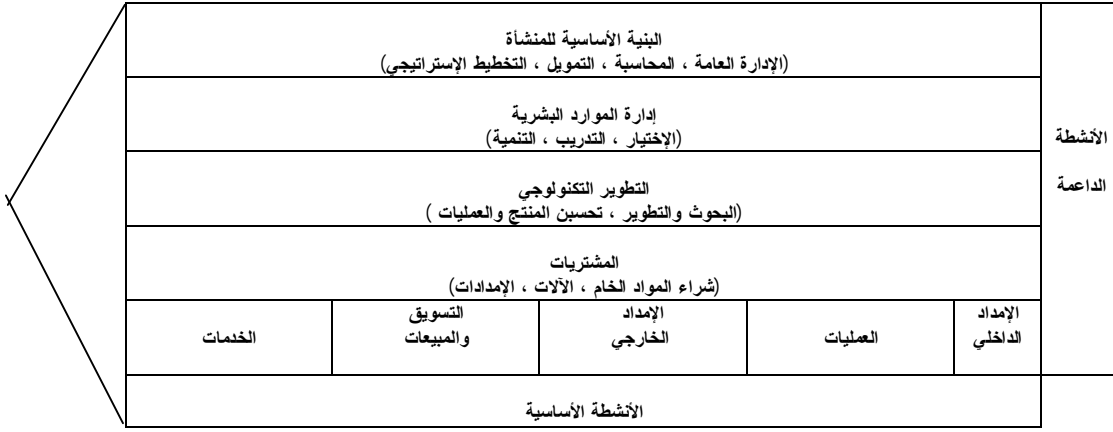 البنية الأساسية للمنشأة
(الإدارة العامة ، المحاسبة ، التمويل ، التخطيط الإستراتيجي)
إدارة الموارد البشرية
(الإختيار ، التدريب ، التنمية)
الأنشطة
الداعمة
التطوير التكنولوجي
(البحوث والتطوير ، تحسبن المنتج والعمليات )
المشتريات
(شراء المواد الخام ، الآلات ، الإمدادات)
الإمداد
الداخلي
العمليات
الإمداد
الخارجي
التسويق
والمبيعات
الخدمات
الأنشطة الأساسية